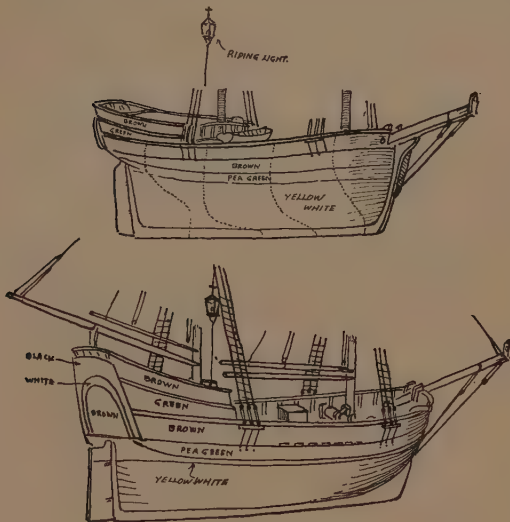 RIDING LIGHT.
BROWN
GREEN
BROWN
PEA GREEN
YELLOW
WHITE
BLACK
WHITE
BROWN
BROWN
GREEN
BROWN
PEA GREEN
YELLOW WHITE